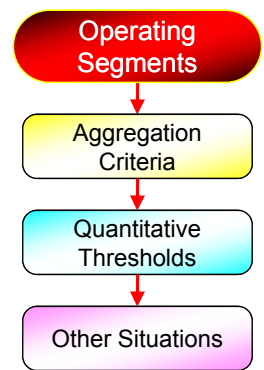 Operating
Segments
Aggregation
Criteria
Quantitative
Thresholds
Other Situations